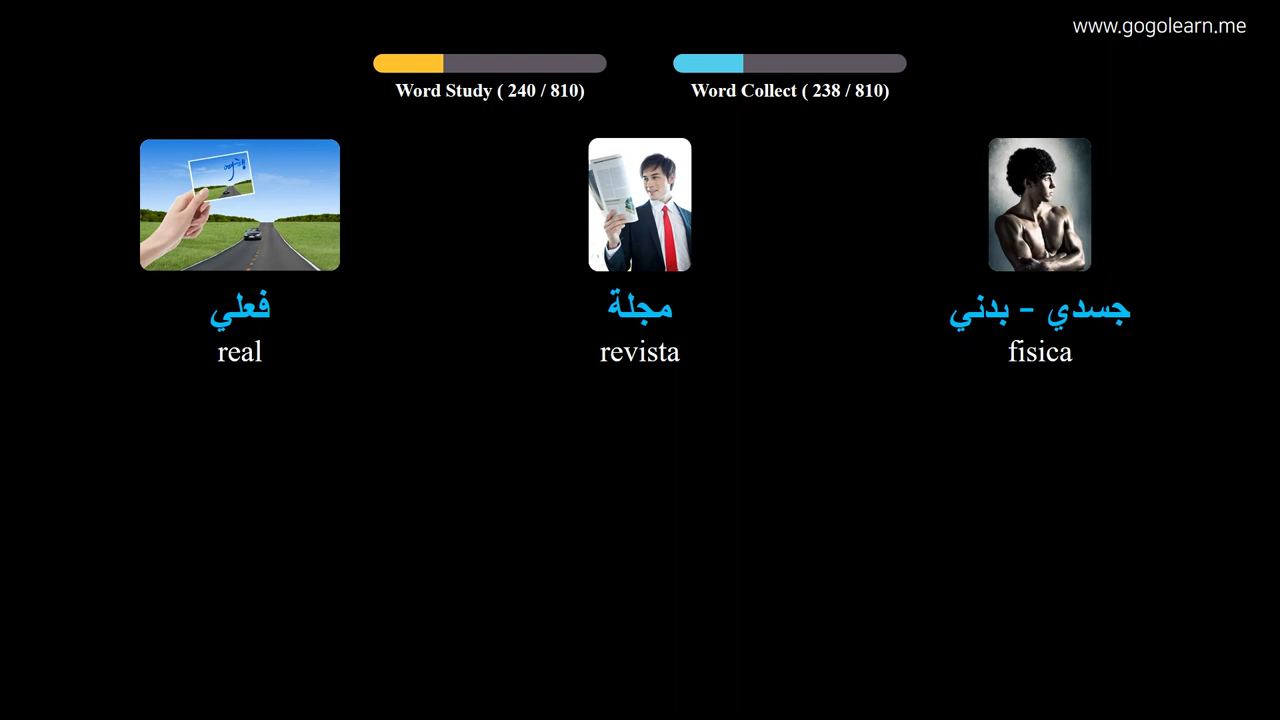 www.gogolearn.me
Word Study ( 240 / 810)
Word Collect ( 238 / 810)
فعلي
مجلة
جسدي - بدني
real
revista
fisica